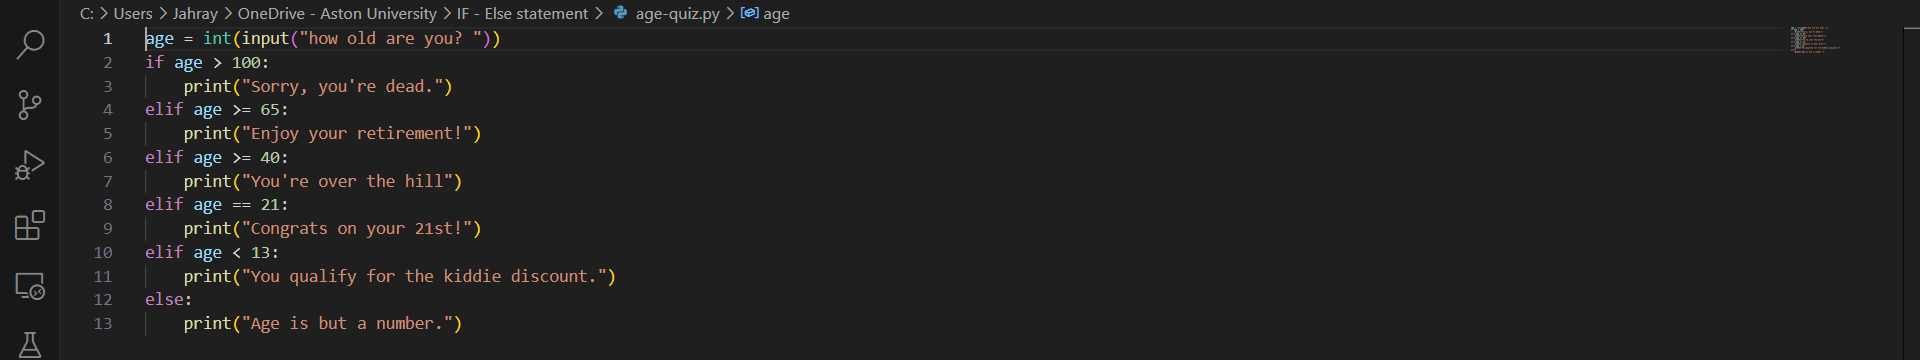 C: > Users > Jahray > OneDrive - Aston University > IF - Else statement > age-quiz.py > age
1 age = int(input("how old are you? "))
2 if age > 100:
3     print("Sorry, you're dead.")
4 elif age >= 65:
5     print("Enjoy your retirement!")
6 elif age >= 40:
7     print("You're over the hill")
8 elif age == 21:
9     print("Congrats on your 21st!")
10 elif age < 13:
11     print("You qualify for the kiddie discount.")
12 else:
13     print("Age is but a number.")